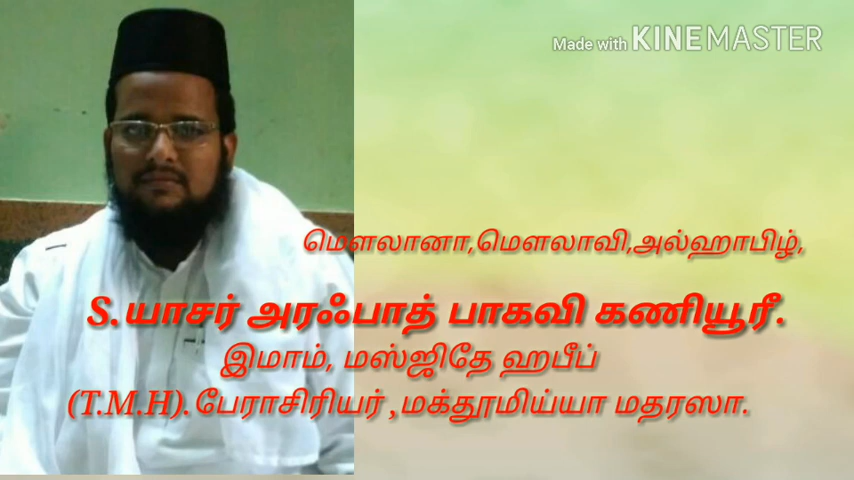 Made with KINEMASTER
மௌலானா,மௌலாவி,அல்ஹாபிழ்,
S.யாசர் அரஃபாத் பாகவி கணியூரீ.
இமாம், மஸ்ஜிதே ஹபீப்
(T.M.H).பேராசிரியர் ,மக்தூமிய்யா மதரஸா.